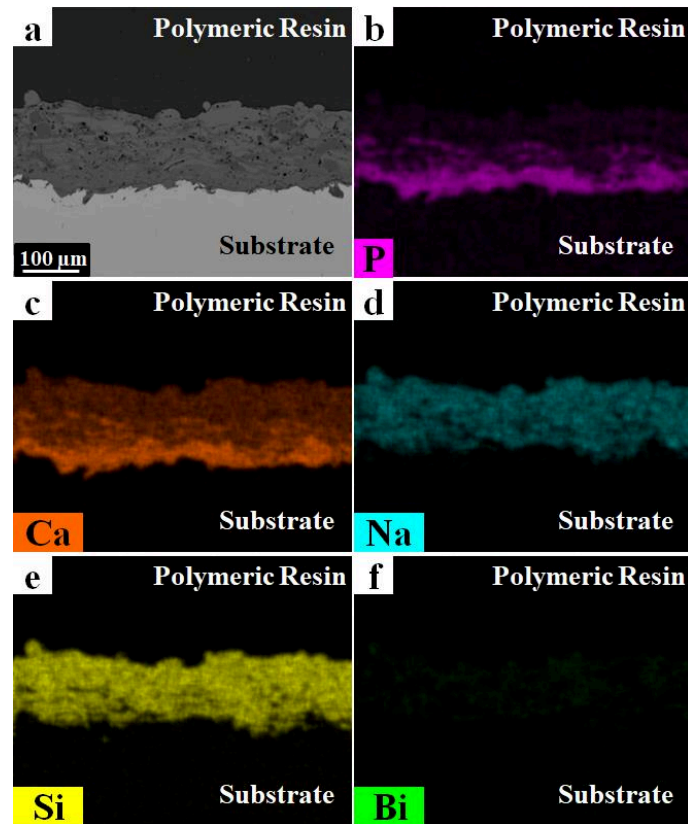 a
Polymeric Resin
Substrate
100 µm
b
Polymeric Resin
Substrate
P
c
Polymeric Resin
Substrate
Ca
d
Polymeric Resin
Substrate
Na
e
Polymeric Resin
Substrate
Si
f
Polymeric Resin
Substrate
Bi